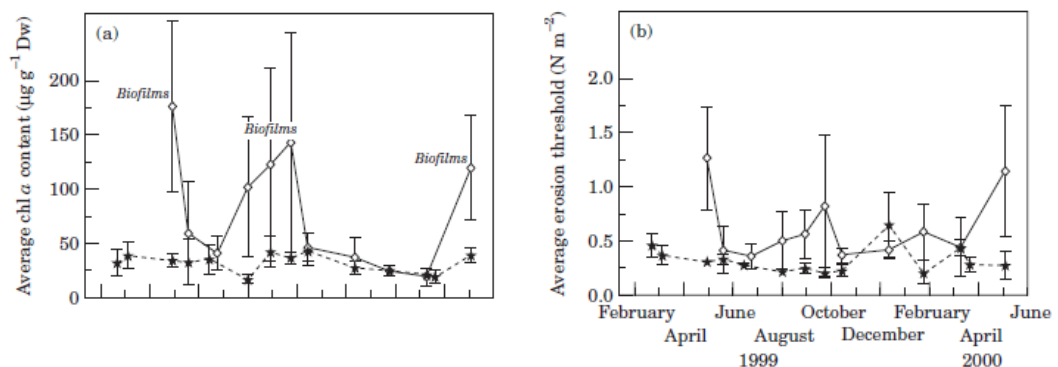 (a)
Average chl a content (µg g−1 Dw)
200
150
100
50
0
Biofilms
Biofilms
Biofilms
(b)
Average erosion threshold (N m−2)
2.0
1.5
1.0
0.5
0.0
February June October February June
April August December April
1999 2000